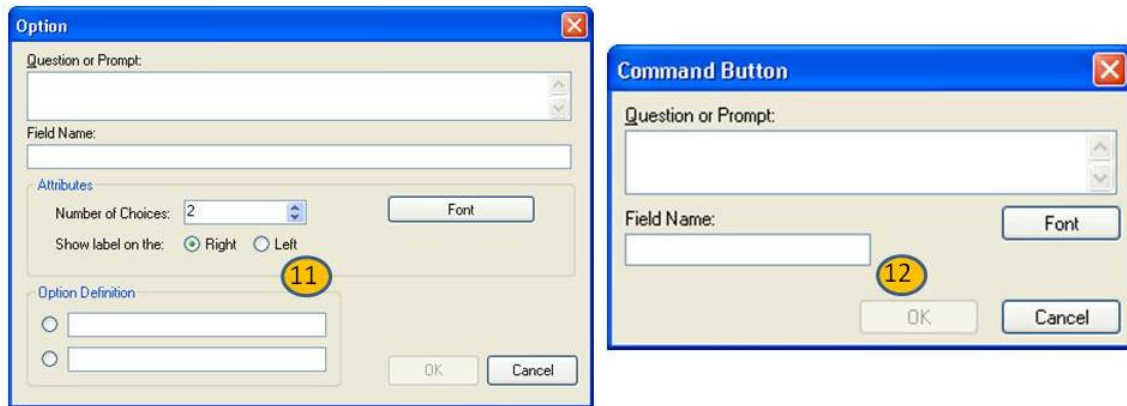 Option
Question or Prompt:
Field Name:
Attributes
Number of Choices: 2
Font
Show label on the: Right Left
11
Option Definition
OK Cancel
Command Button
Question or Prompt:
Field Name:
Font
12
OK Cancel